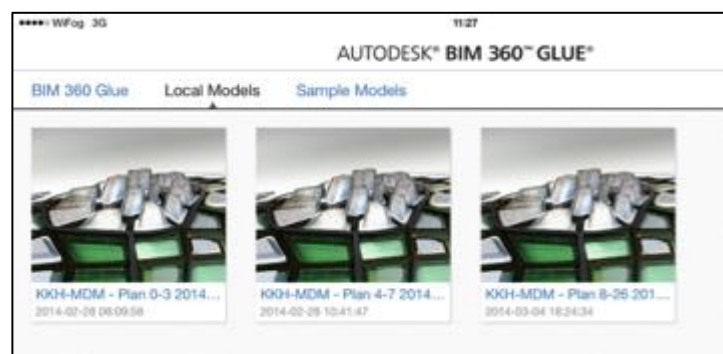 WiFog 3G 11:27
AUTODESK® BIM 360™ GLUE®
BIM 360 Glue Local Models Sample Models
KKH-MDM - Plan 0-3 2014... KKH-MDM - Plan 4-7 2014... KKH-MDM - Plan 8-26 201...
2014-02-28 06:09:58 2014-02-28 10:41:47 2014-03-04 18:24:34